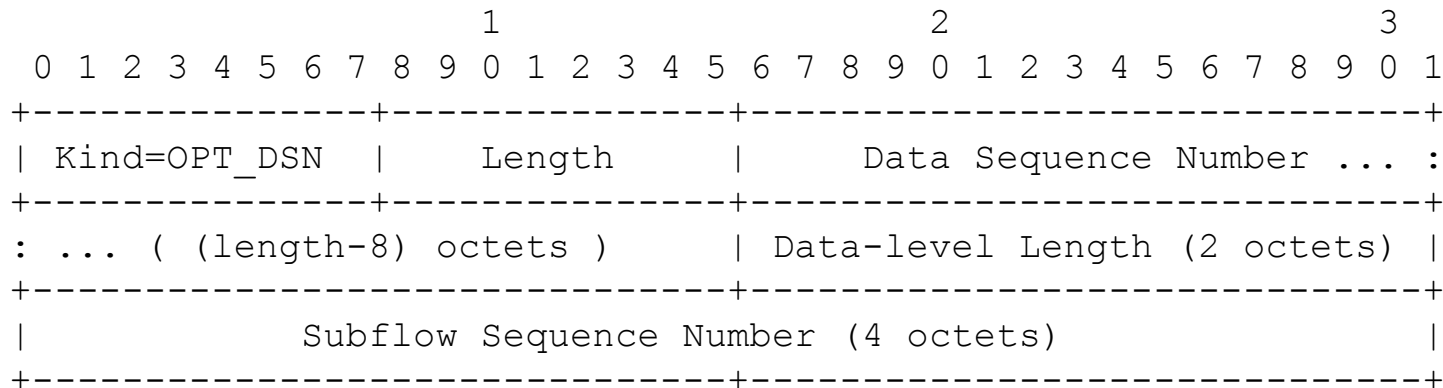 1                   2                   3
 0 1 2 3 4 5 6 7 8 9 0 1 2 3 4 5 6 7 8 9 0 1 2 3 4 5 6 7 8 9 0 1
+---------------+---------------+------------------------------+
| Kind=OPT_DSN  |    Length     |     Data Sequence Number ... :
+---------------+---------------+------------------------------+
: ... ( (length-8) octets )     | Data-level Length (2 octets) |
+-------------------------------+------------------------------+
|            Subflow Sequence Number (4 octets)                |
+-------------------------------+------------------------------+